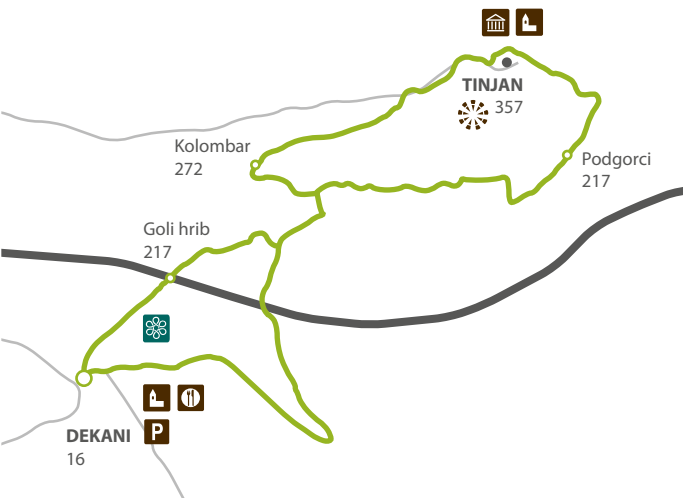 TINJAN
357
Kolombar
272
Podgorci
217
Goli hrib
217
DEKANI
16
P